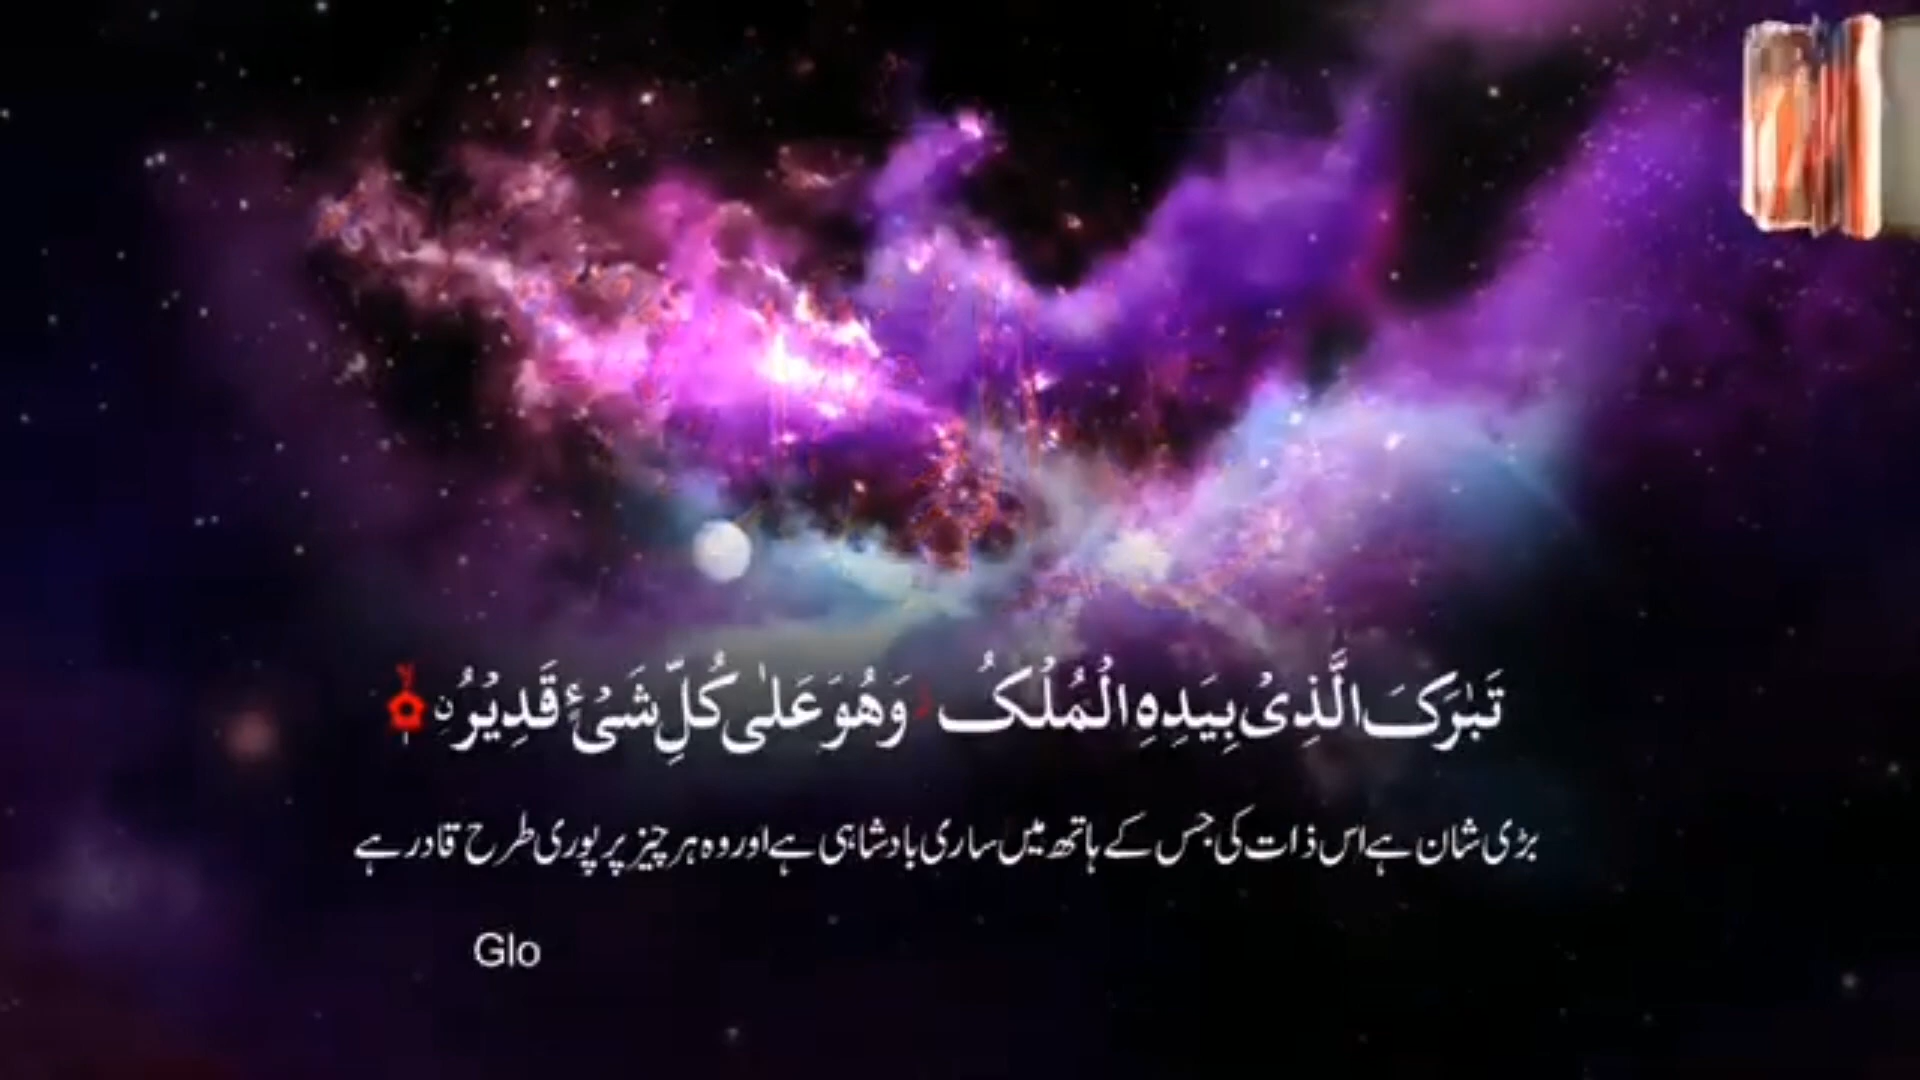 تَبٰرَکَ الَّذِیۡ بِیَدِہِ الۡمُلۡکُ ۫ وَہُوَ عَلٰی کُلِّ شَیۡءٍ قَدِیۡرُۨ ۙ
بڑی شان ہے اس ذات کی جس کے ہاتھ میں ساری بادشاہی ہے اور وہ ہر چیز پر پوری طرح قادر ہے
Glo